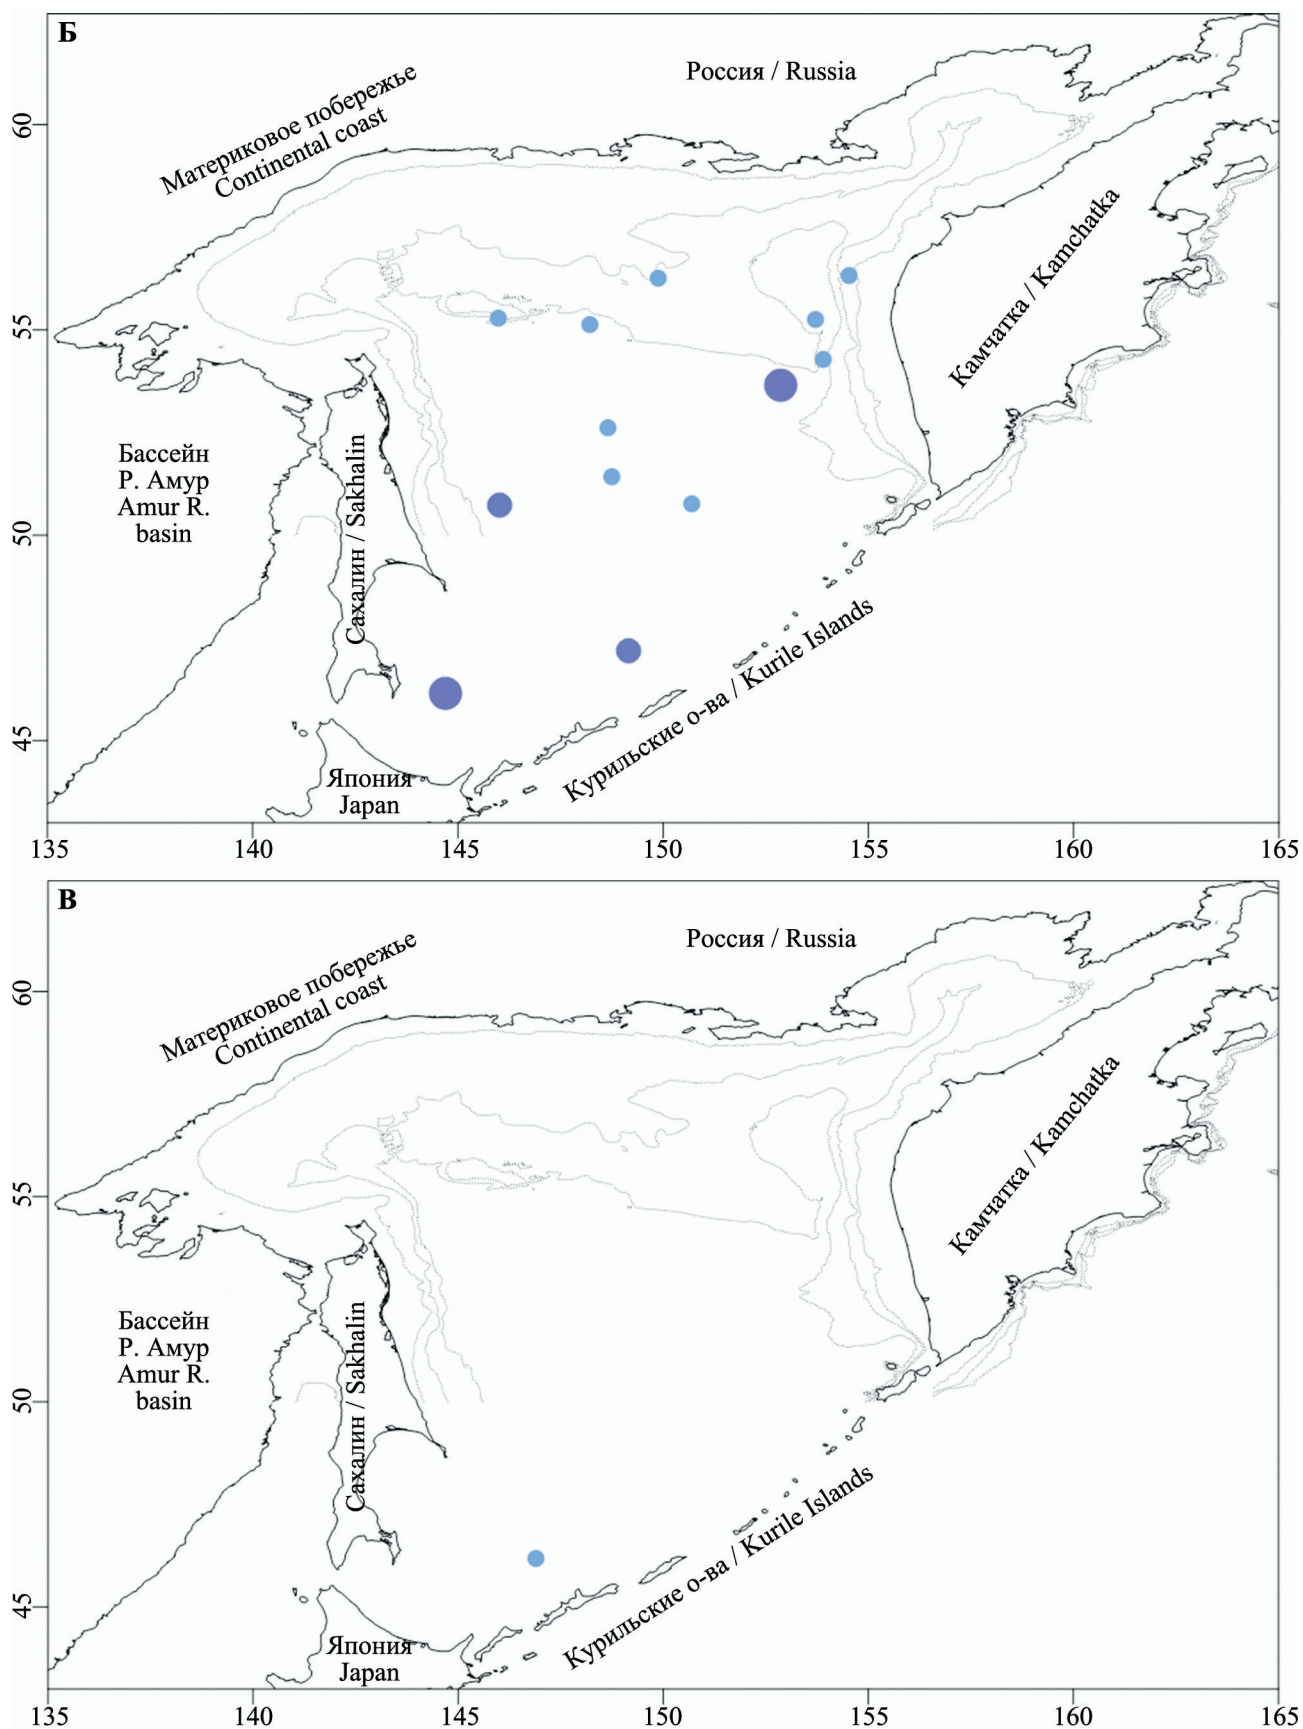 Б
Россия / Russia
Материковое побережье
Continental coast
60
Камчатка / Kamchatka
55
Бассейн
Р. Амур
Amur R.
basin
Сахалин / Sakhalin
50
Курильские о-ва / Kurile Islands
45
Япония
Japan
135 140 145 150 155 160 165
В
Россия / Russia
Материковое побережье
Continental coast
60
Камчатка / Kamchatka
55
Бассейн
Р. Амур
Amur R.
basin
Сахалин / Sakhalin
50
Курильские о-ва / Kurile Islands
45
Япония
Japan
135 140 145 150 155 160 165